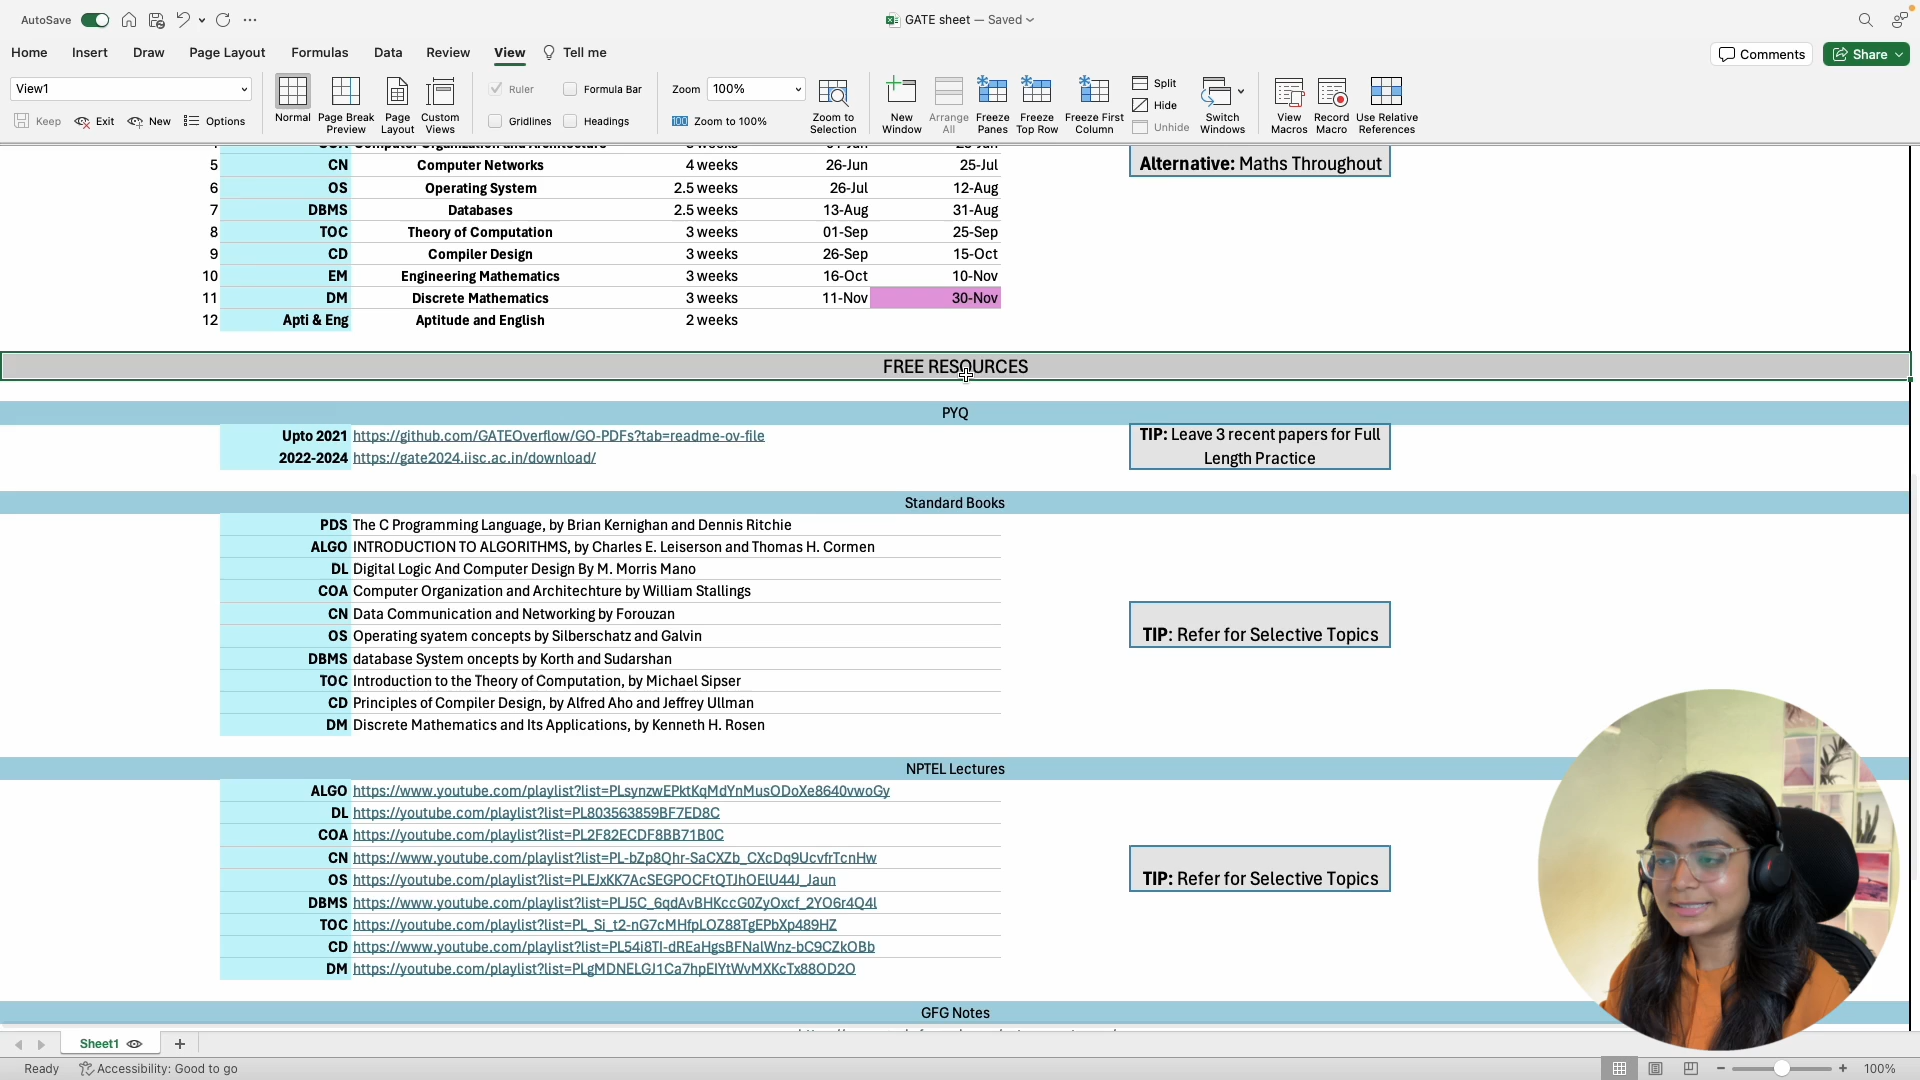 AutoSave
GATE sheet — Saved
Home Insert Draw Page Layout Formulas Data Review View Tell me
Comments Share
View1
Keep Exit New Options
Normal Page Break Preview Page Layout Custom Views
Ruler Formula Bar
Gridlines Headings
Zoom 100%
Zoom to 100%
Zoom to Selection
New Window Arrange All Freeze Panes Freeze Top Row Freeze First Column
Split
Hide
Unhide
Switch Windows
View Macros Record Macro Use Relative References
5 CN Computer Networks 4 weeks 26-Jun 25-Jul
6 OS Operating System 2.5 weeks 26-Jul 12-Aug
7 DBMS Databases 2.5 weeks 13-Aug 31-Aug
8 TOC Theory of Computation 3 weeks 01-Sep 25-Sep
9 CD Compiler Design 3 weeks 26-Sep 15-Oct
10 EM Engineering Mathematics 3 weeks 16-Oct 10-Nov
11 DM Discrete Mathematics 3 weeks 11-Nov 30-Nov
12 Apti & Eng Aptitude and English 2 weeks
Alternative: Maths Throughout
FREE RESOURCES
PYQ
Upto 2021 https://github.com/GATEOverflow/GO-PDFs?tab=readme-ov-file
2022-2024 https://gate2024.iisc.ac.in/download/
TIP: Leave 3 recent papers for Full
Length Practice
Standard Books
PDS The C Programming Language, by Brian Kernighan and Dennis Ritchie
ALGO INTRODUCTION TO ALGORITHMS, by Charles E. Leiserson and Thomas H. Cormen
DL Digital Logic And Computer Design By M. Morris Mano
COA Computer Organization and Architechture by William Stallings
CN Data Communication and Networking by Forouzan
OS Operating syatem concepts by Silberschatz and Galvin
DBMS database System oncepts by Korth and Sudarshan
TOC Introduction to the Theory of Computation, by Michael Sipser
CD Principles of Compiler Design, by Alfred Aho and Jeffrey Ullman
DM Discrete Mathematics and Its Applications, by Kenneth H. Rosen
TIP: Refer for Selective Topics
NPTEL Lectures
ALGO https://www.youtube.com/playlist?list=PLsynzwEPktKqMdYnMusODoXe8640vwoGy
DL https://youtube.com/playlist?list=PL803563859BF7ED8C
COA https://youtube.com/playlist?list=PL2F82ECDF8BB71B0C
CN https://www.youtube.com/playlist?list=PL-bZp8Qhr-SaCXZb_CXcDq9UcvfrTcnHw
OS https://youtube.com/playlist?list=PLEJxKK7AcSEGPOCFtQTJhOElU44J_Jaun
DBMS https://www.youtube.com/playlist?list=PLJ5C_6qdAvBHKccG0ZyOxcf_2YO6r4Q4l
TOC https://youtube.com/playlist?list=PL_Si_t2-nG7cMHfpLOZ88TgEPbXp489HZ
CD https://www.youtube.com/playlist?list=PL54i8TI-dREaHgsBFNalWnz-bC9CZkOBb
DM https://youtube.com/playlist?list=PLgMDNELGJ1Ca7hpElYtWvMXKcTx88OD2O
TIP: Refer for Selective Topics
GFG Notes
Sheet1
Ready Accessibility: Good to go
100%